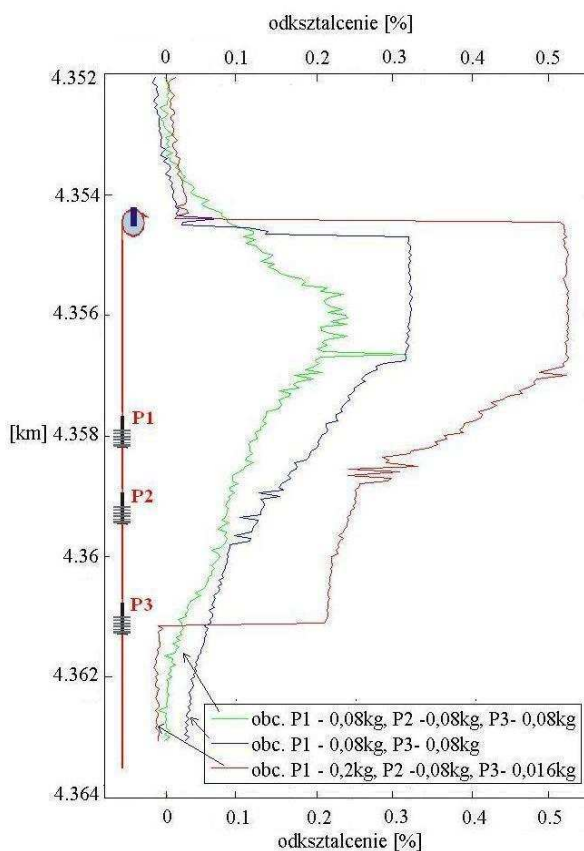 odksztalcenie [%]
0 0.1 0.2 0.3 0.4 0.5
4.352
4.354
4.356
[km]
4.358
4.36
4.362
4.364
P1
P2
P3
obc. P1 - 0,08kg, P2 -0,08kg, P3- 0,08kg
obc. P1 - 0,08kg, P3- 0,08kg
obc. P1 - 0,2kg, P2 -0,08kg, P3- 0,016kg
0 0.1 0.2 0.3 0.4 0.5
odksztalcenie [%]